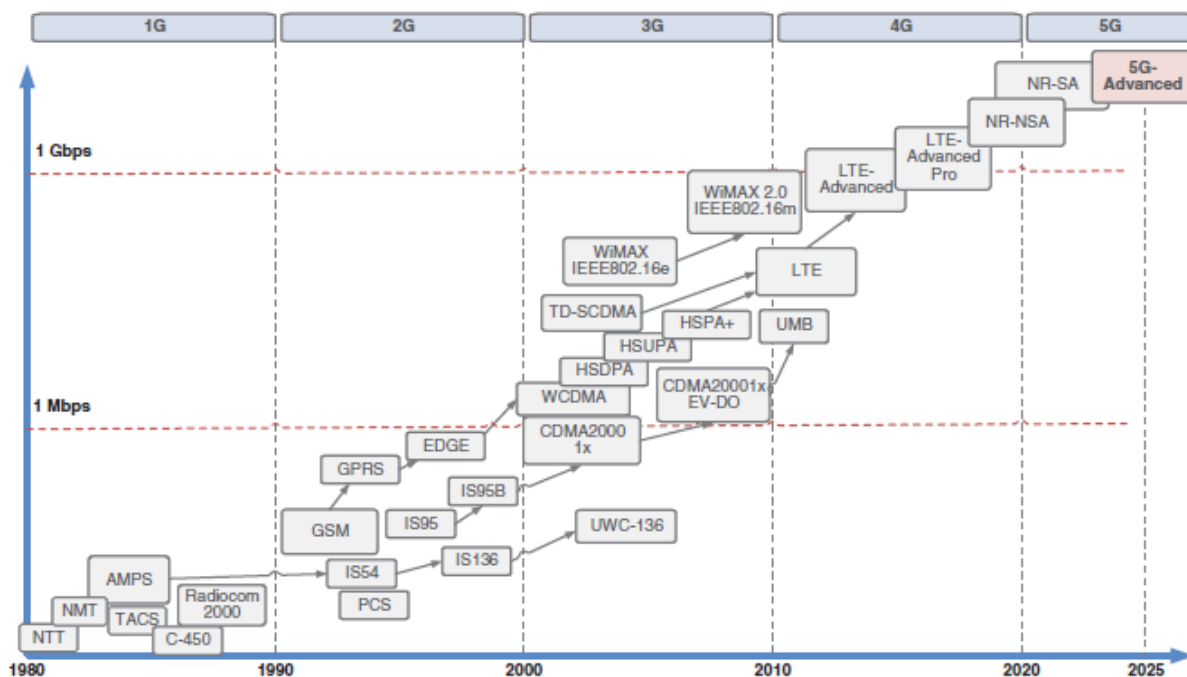 1G
2G
3G
4G
5G
5G-
Advanced
NR-SA
NR-NSA
1 Gbps
LTE-
Advanced
Pro
LTE-
Advanced
WiMAX 2.0
IEEE802.16m
WiMAX
IEEE802.16e
LTE
TD-SCDMA
HSPA+
UMB
HSUPA
HSDPA
CDMA20001x
EV-DO
WCDMA
1 Mbps
CDMA2000
1x
EDGE
GPRS
IS95B
GSM
IS95
UWC-136
IS136
AMPS
IS54
Radiocom
2000
PCS
NMT
TACS
NTT
C-450
1980
1990
2000
2010
2020
2025